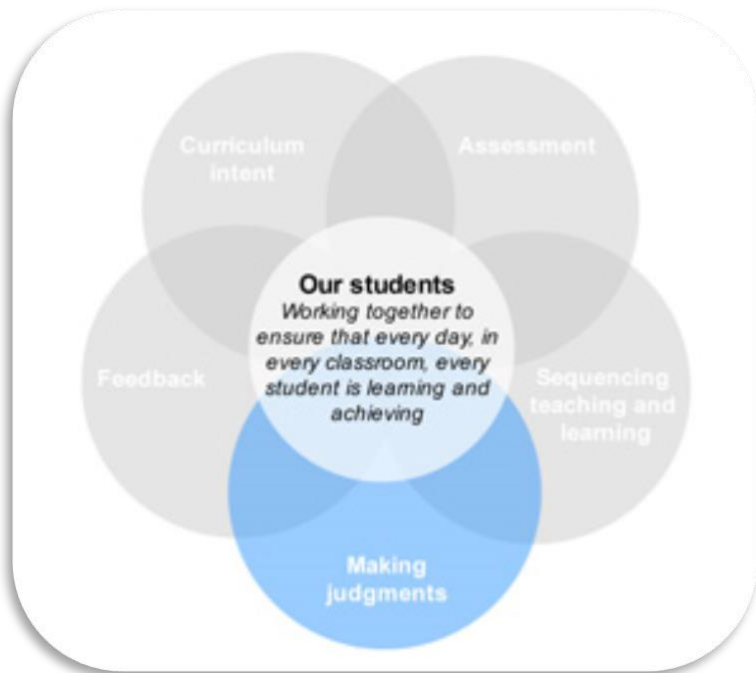 Curriculum
intent
Assessment
Our students
Working together to
ensure that every day, in
every classroom, every
student is learning and
achieving
Feedback
Sequencing
teaching and
learning
Making
judgments